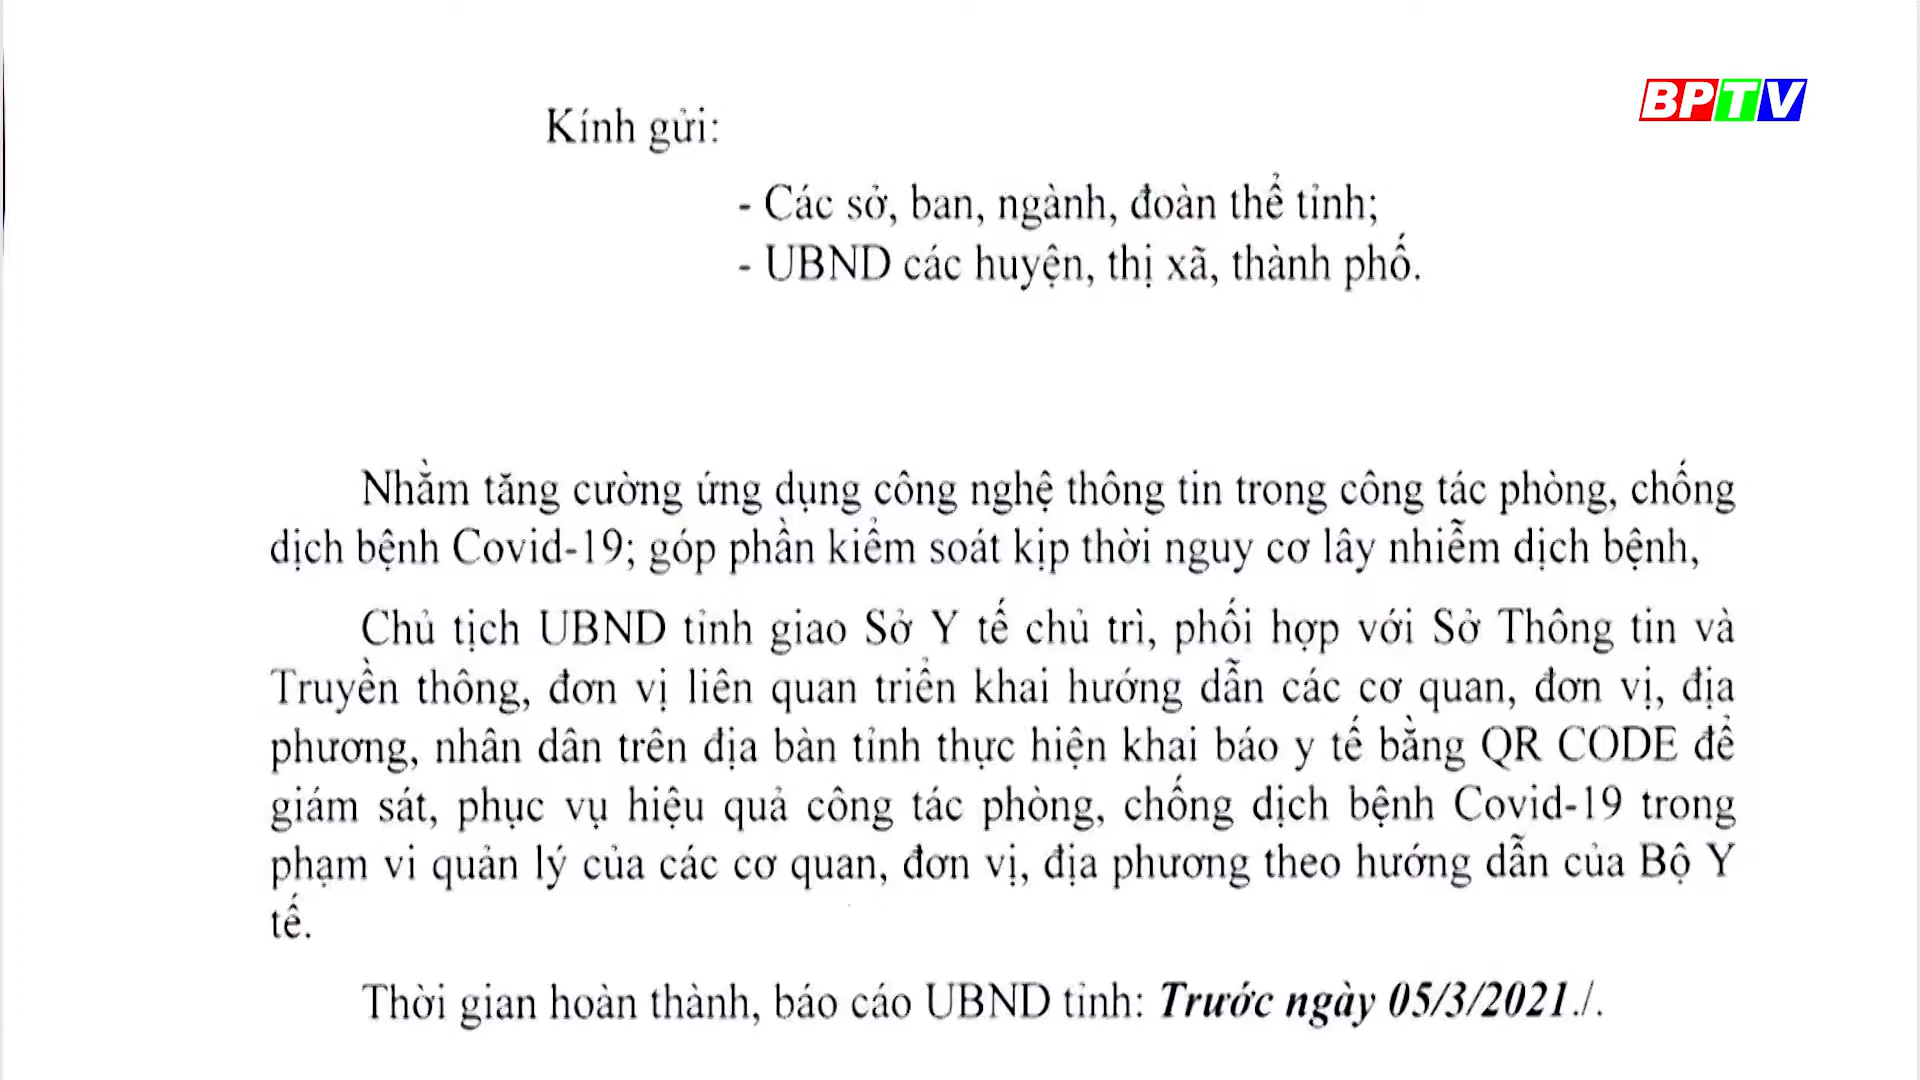 BPTV
Kính gửi:
- Các sở, ban, ngành, đoàn thể tỉnh;
- UBND các huyện, thị xã, thành phố.
Nhằm tăng cường ứng dụng công nghệ thông tin trong công tác phòng, chống
dịch bệnh Covid-19; góp phần kiểm soát kịp thời nguy cơ lây nhiễm dịch bệnh,
Chủ tịch UBND tỉnh giao Sở Y tế chủ trì, phối hợp với Sở Thông tin và
Truyền thông, đơn vị liên quan triển khai hướng dẫn các cơ quan, đơn vị, địa
phương, nhân dân trên địa bàn tỉnh thực hiện khai báo y tế bằng QR CODE để
giám sát, phục vụ hiệu quả công tác phòng, chống dịch bệnh Covid-19 trong
phạm vi quản lý của các cơ quan, đơn vị, địa phương theo hướng dẫn của Bộ Y
tế.
Thời gian hoàn thành, báo cáo UBND tỉnh: Trước ngày 05/3/2021./.